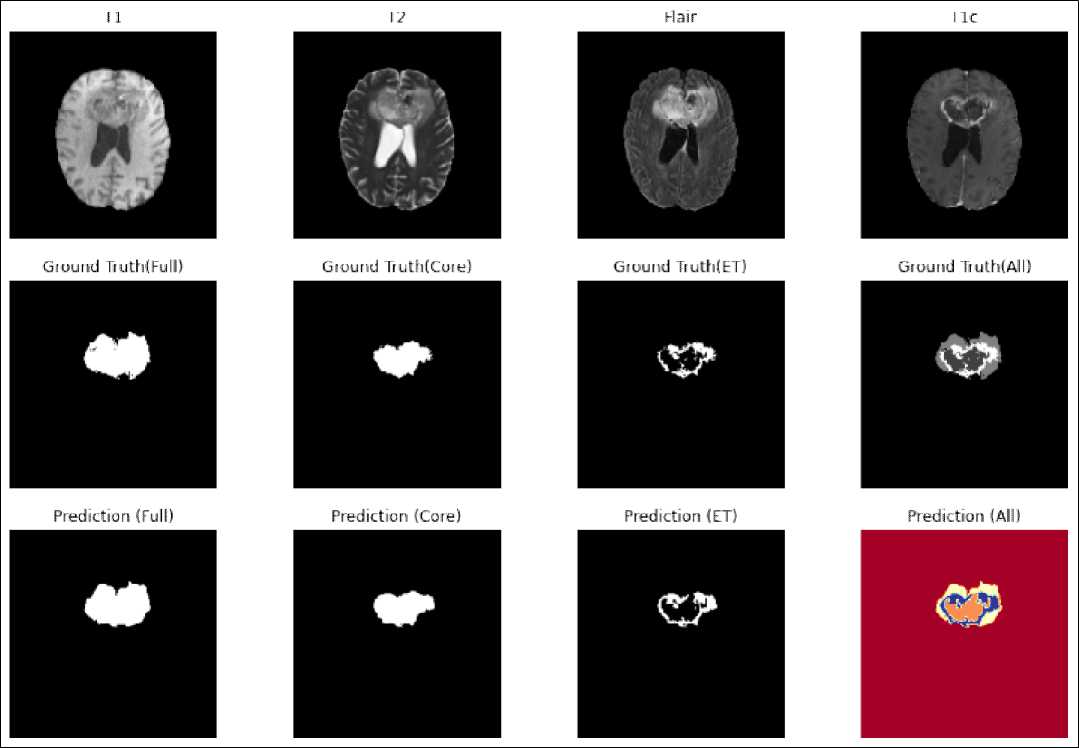 T1
T2
Flair
T1c
Ground Truth(Full)
Ground Truth(Core)
Ground Truth(ET)
Ground Truth(All)
Prediction (Full)
Prediction (Core)
Prediction (ET)
Prediction (All)